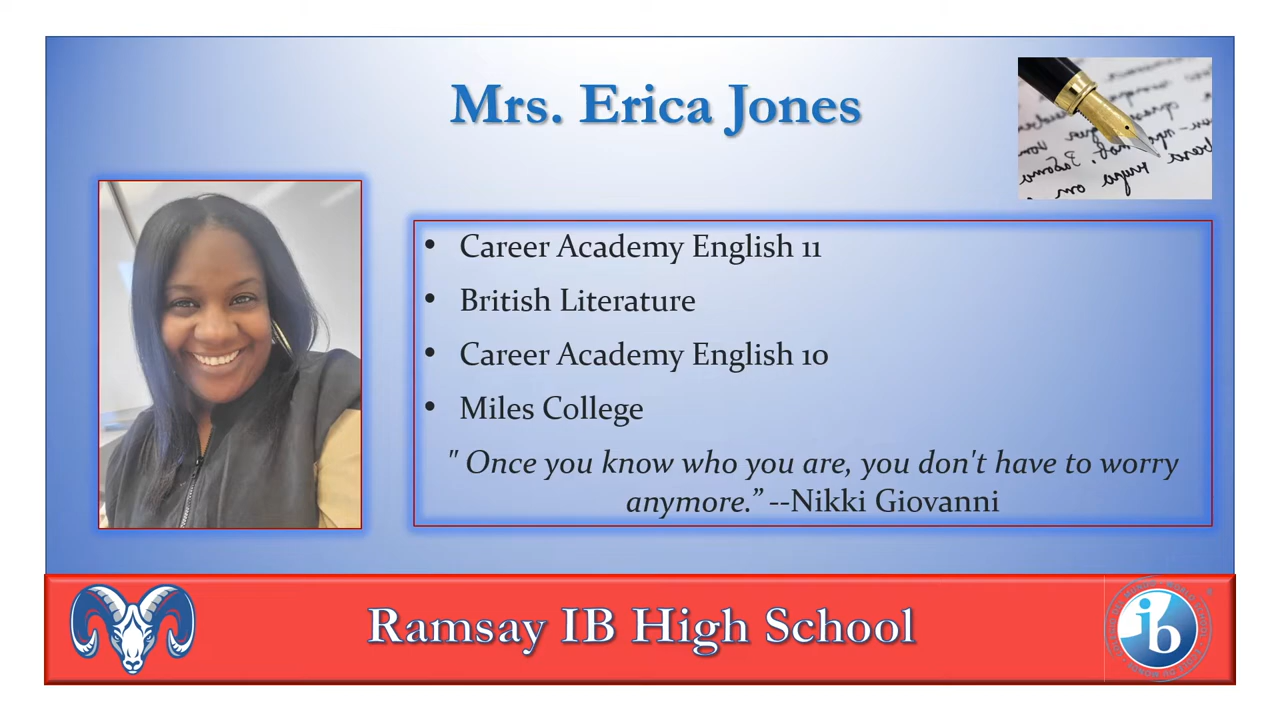 Mrs. Erica Jones
• Career Academy English 11
• British Literature
• Career Academy English 10
• Miles College
" Once you know who you are, you don't have to worry
anymore.” --Nikki Giovanni
Ramsay IB High School
ib